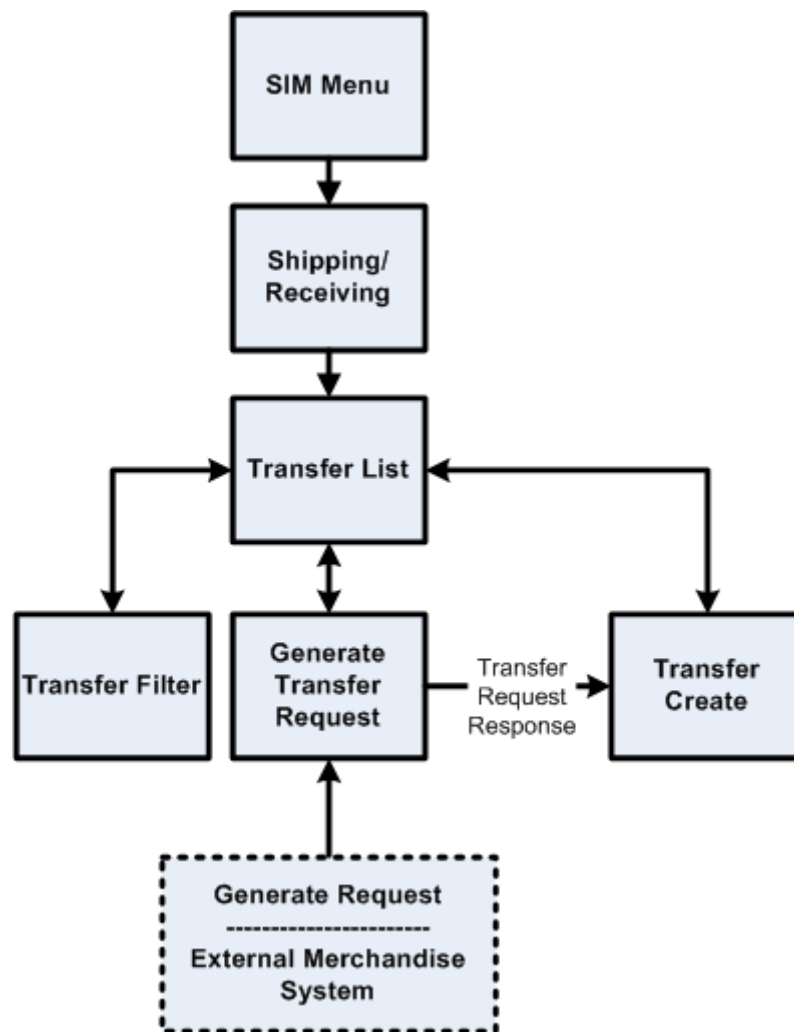 SIM Menu
Shipping/
Receiving
Transfer List
Transfer Filter
Generate
Transfer
Request
Transfer
Request
Response
Transfer
Create
Generate Request
-----------------------
External Merchandise
System